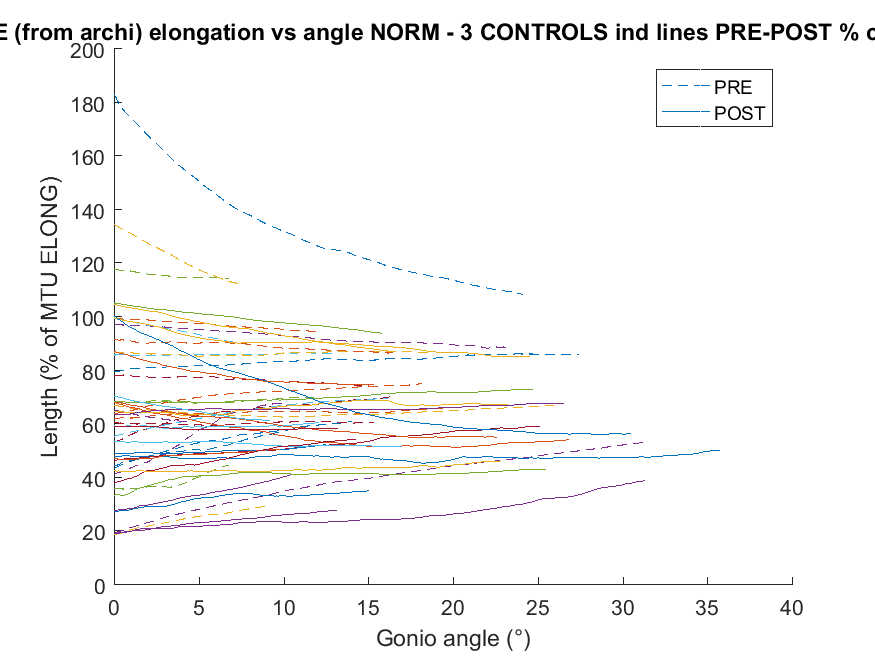 E (from archi) elongation vs angle NORM - 3 CONTROLS ind lines PRE-POST % o
200
180
160
140
120
100
80
60
40
20
0
Length (% of MTU ELONG)
PRE
POST
0 5 10 15 20 25 30 35 40
Gonio angle (°)